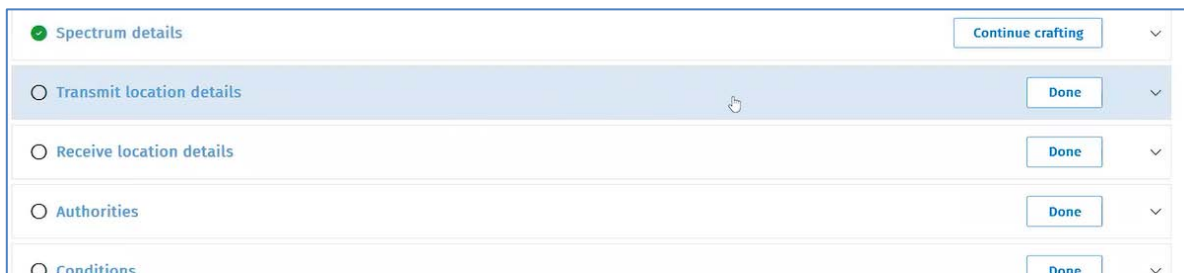 Spectrum details Continue crafting
Transmit location details Done
Receive location details Done
Authorities Done
Conditions Done